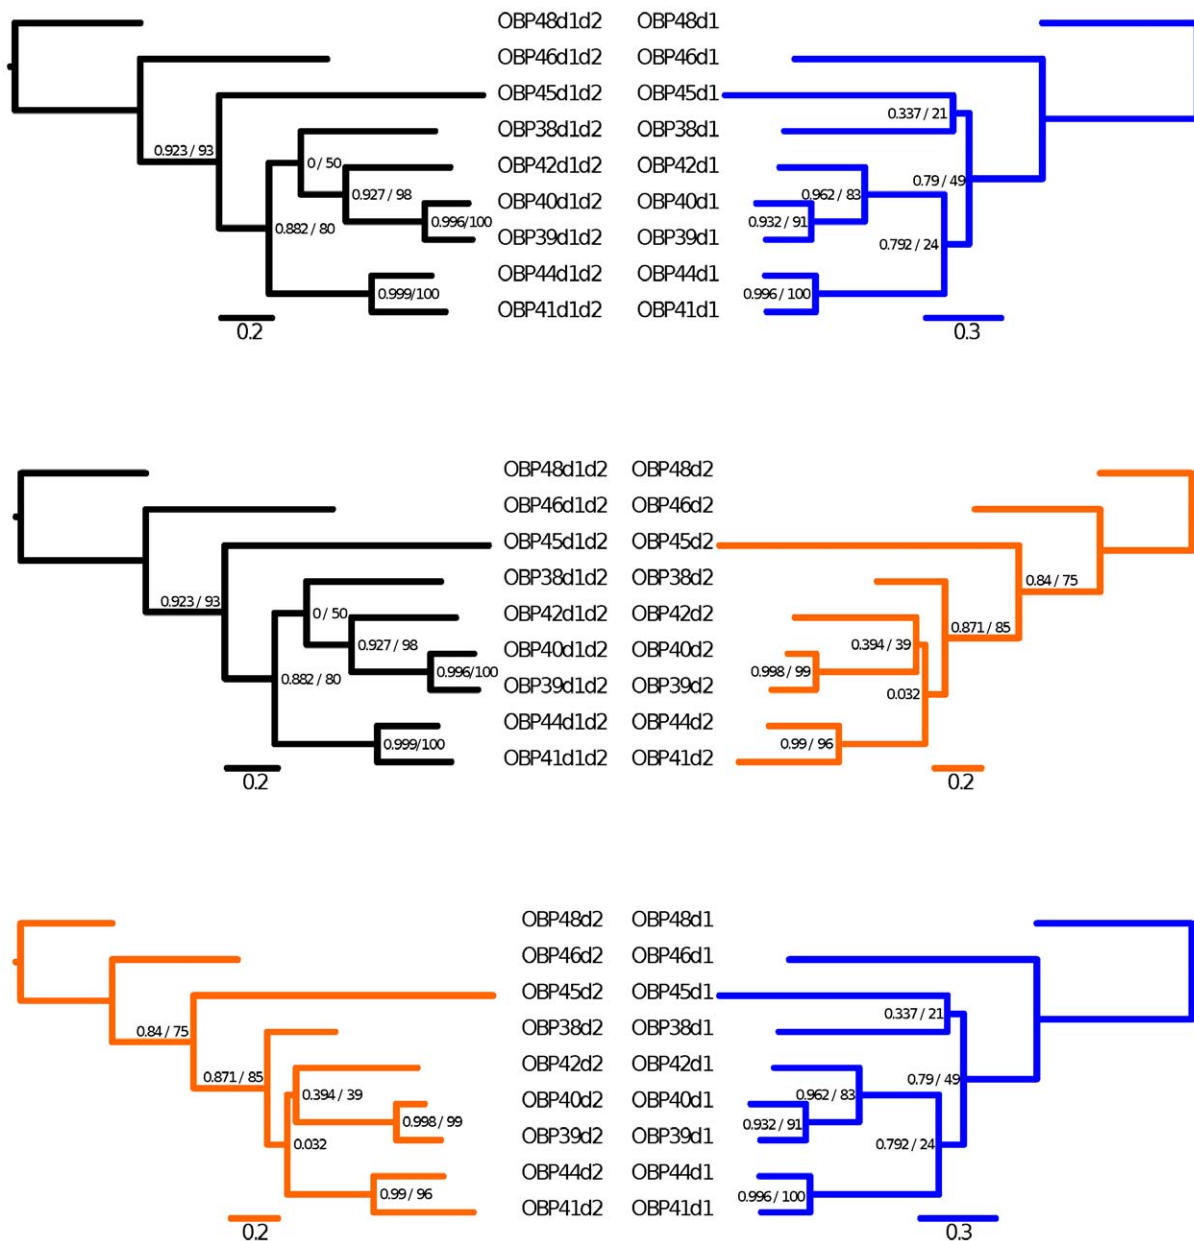 OBP48d1d2 OBP48d1
OBP46d1d2 OBP46d1
OBP45d1d2 OBP45d1
0.337 / 21
OBP38d1d2 OBP38d1
0.923 / 93
0 / 50
OBP42d1d2 OBP42d1
0.79 / 49
0.927 / 98
0.962 / 83
OBP40d1d2 OBP40d1
0.996/100
0.932 / 91
0.882 / 80
OBP39d1d2 OBP39d1
0.792 / 24
OBP44d1d2 OBP44d1
0.999/100
0.996 / 100
OBP41d1d2 OBP41d1
0.2 0.3
OBP48d1d2 OBP48d2
OBP46d1d2 OBP46d2
OBP45d1d2 OBP45d2
OBP38d1d2 OBP38d2
0.84 / 75
0.923 / 93
0 / 50
OBP42d1d2 OBP42d2
0.871 / 85
0.927 / 98
0.394 / 39
OBP40d1d2 OBP40d2
0.996/100
0.998 / 99
0.882 / 80
OBP39d1d2 OBP39d2
0.032
OBP44d1d2 OBP44d2
0.999/100
0.99 / 96
OBP41d1d2 OBP41d2
0.2 0.2
OBP48d2 OBP48d1
OBP46d2 OBP46d1
OBP45d2 OBP45d1
0.337 / 21
OBP38d2 OBP38d1
0.84 / 75
OBP42d2 OBP42d1
0.871 / 85
0.79 / 49
0.394 / 39
0.962 / 83
OBP40d2 OBP40d1
0.998 / 99
0.932 / 91
OBP39d2 OBP39d1
0.032
0.792 / 24
OBP44d2 OBP44d1
0.99 / 96
0.996 / 100
OBP41d2 OBP41d1
0.2 0.3